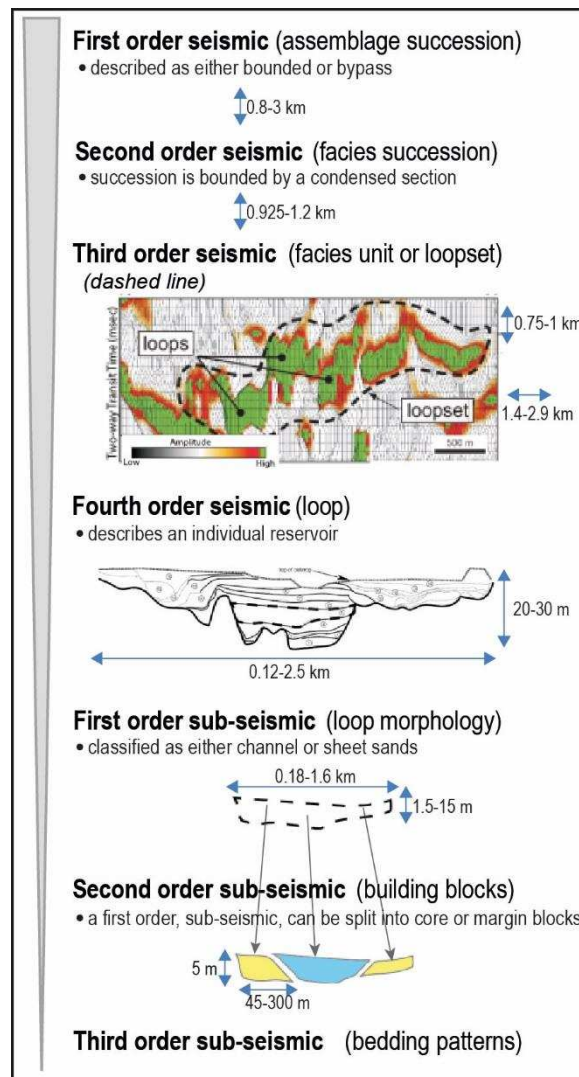 First order seismic (assemblage succession)
• described as either bounded or bypass
0.8-3 km
Second order seismic (facies succession)
• succession is bounded by a condensed section
0.925-1.2 km
Third order seismic (facies unit or loopset)
(dashed line)
Two-way Transit Time (msec)
loops
0.75-1 km
loopset
1.4-2.9 km
Amplitude
Low
High
500 m
Fourth order seismic (loop)
• describes an individual reservoir
20-30 m
0.12-2.5 km
First order sub-seismic (loop morphology)
• classified as either channel or sheet sands
0.18-1.6 km
1.5-15 m
Second order sub-seismic (building blocks)
• a first order, sub-seismic, can be split into core or margin blocks
5 m
45-300 m
Third order sub-seismic (bedding patterns)